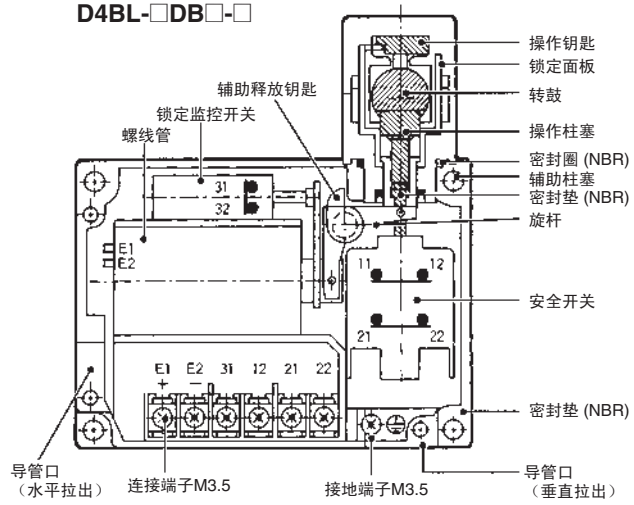 D4BL-□DB□-□
操作钥匙
锁定面板
辅助释放钥匙
转鼓
锁定监控开关
操作柱塞
螺线管
密封圈 (NBR)
辅助柱塞
31
密封垫 (NBR)
32
旋杆
E1
E2
11
12
安全开关
21
22
E1 E2 31 12 21 22
+ −
密封垫 (NBR)
导管口
（水平拉出）
连接端子M3.5
接地端子M3.5
导管口
（垂直拉出）